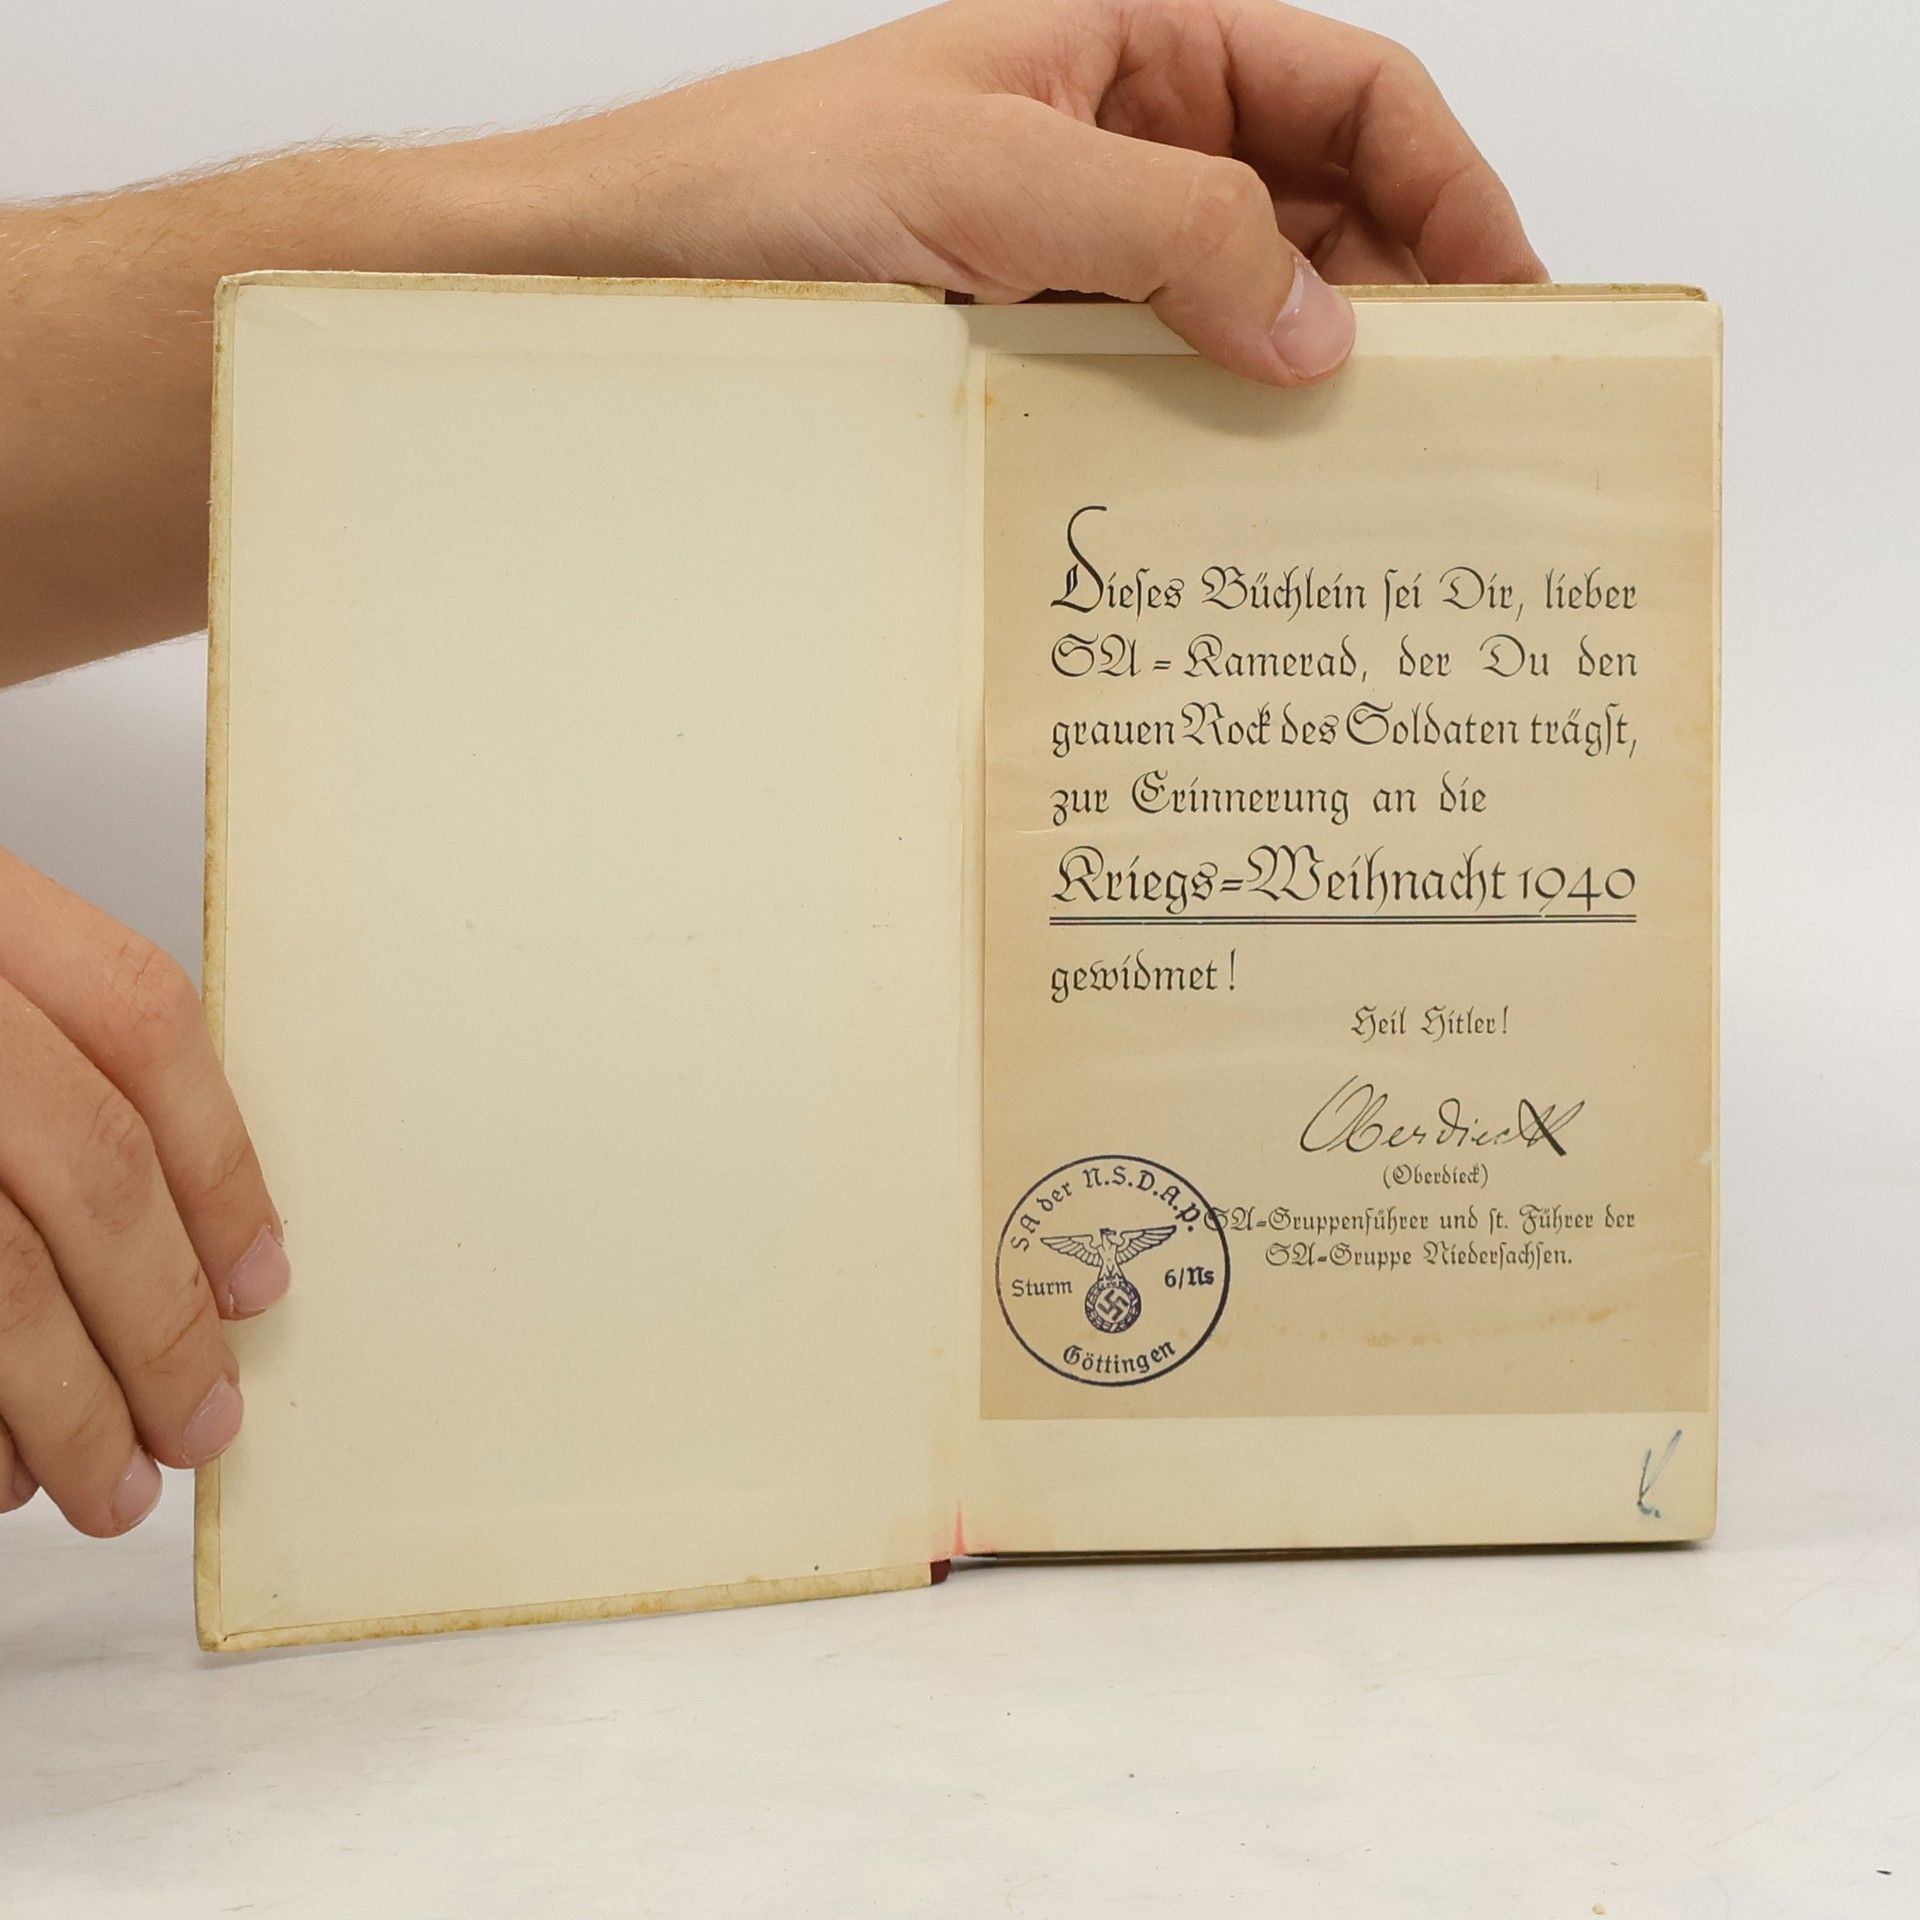 Dieses Büchlein sei Dir, lieber
SA=Kamerad, der Du den
grauen Rock des Soldaten trägst,
zur Erinnerung an die
Kriegs=Weihnacht 1940
gewidmet!
Heil Hitler!
Oberdieck
(Oberdieck)
SA=Gruppenführer und st. Führer der
SA=Gruppe Niedersachsen.
SA der N.S.D.A.P.
Sturm 6/Ns
Göttingen
K.